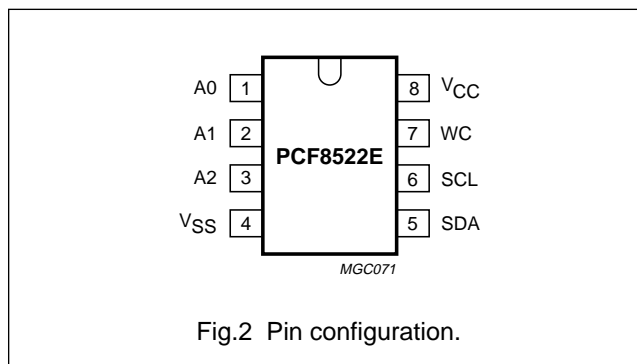 A0 1 8 VCC
A1 2 7 WC
PCF8522E
A2 3 6 SCL
VSS 4 5 SDA
MGC071
Fig.2 Pin configuration.